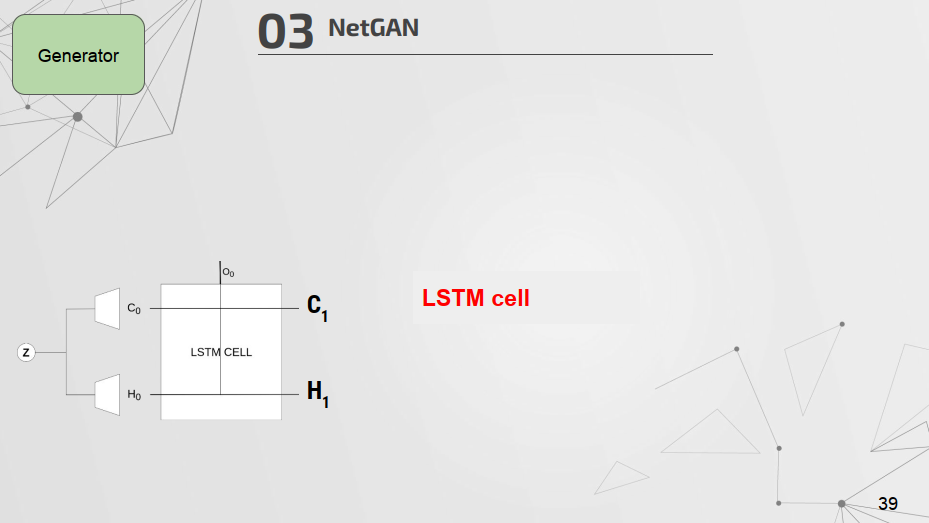 Generator
03 NetGAN
O0
C0
C1
LSTM cell
Z
LSTM CELL
H0
H1
39